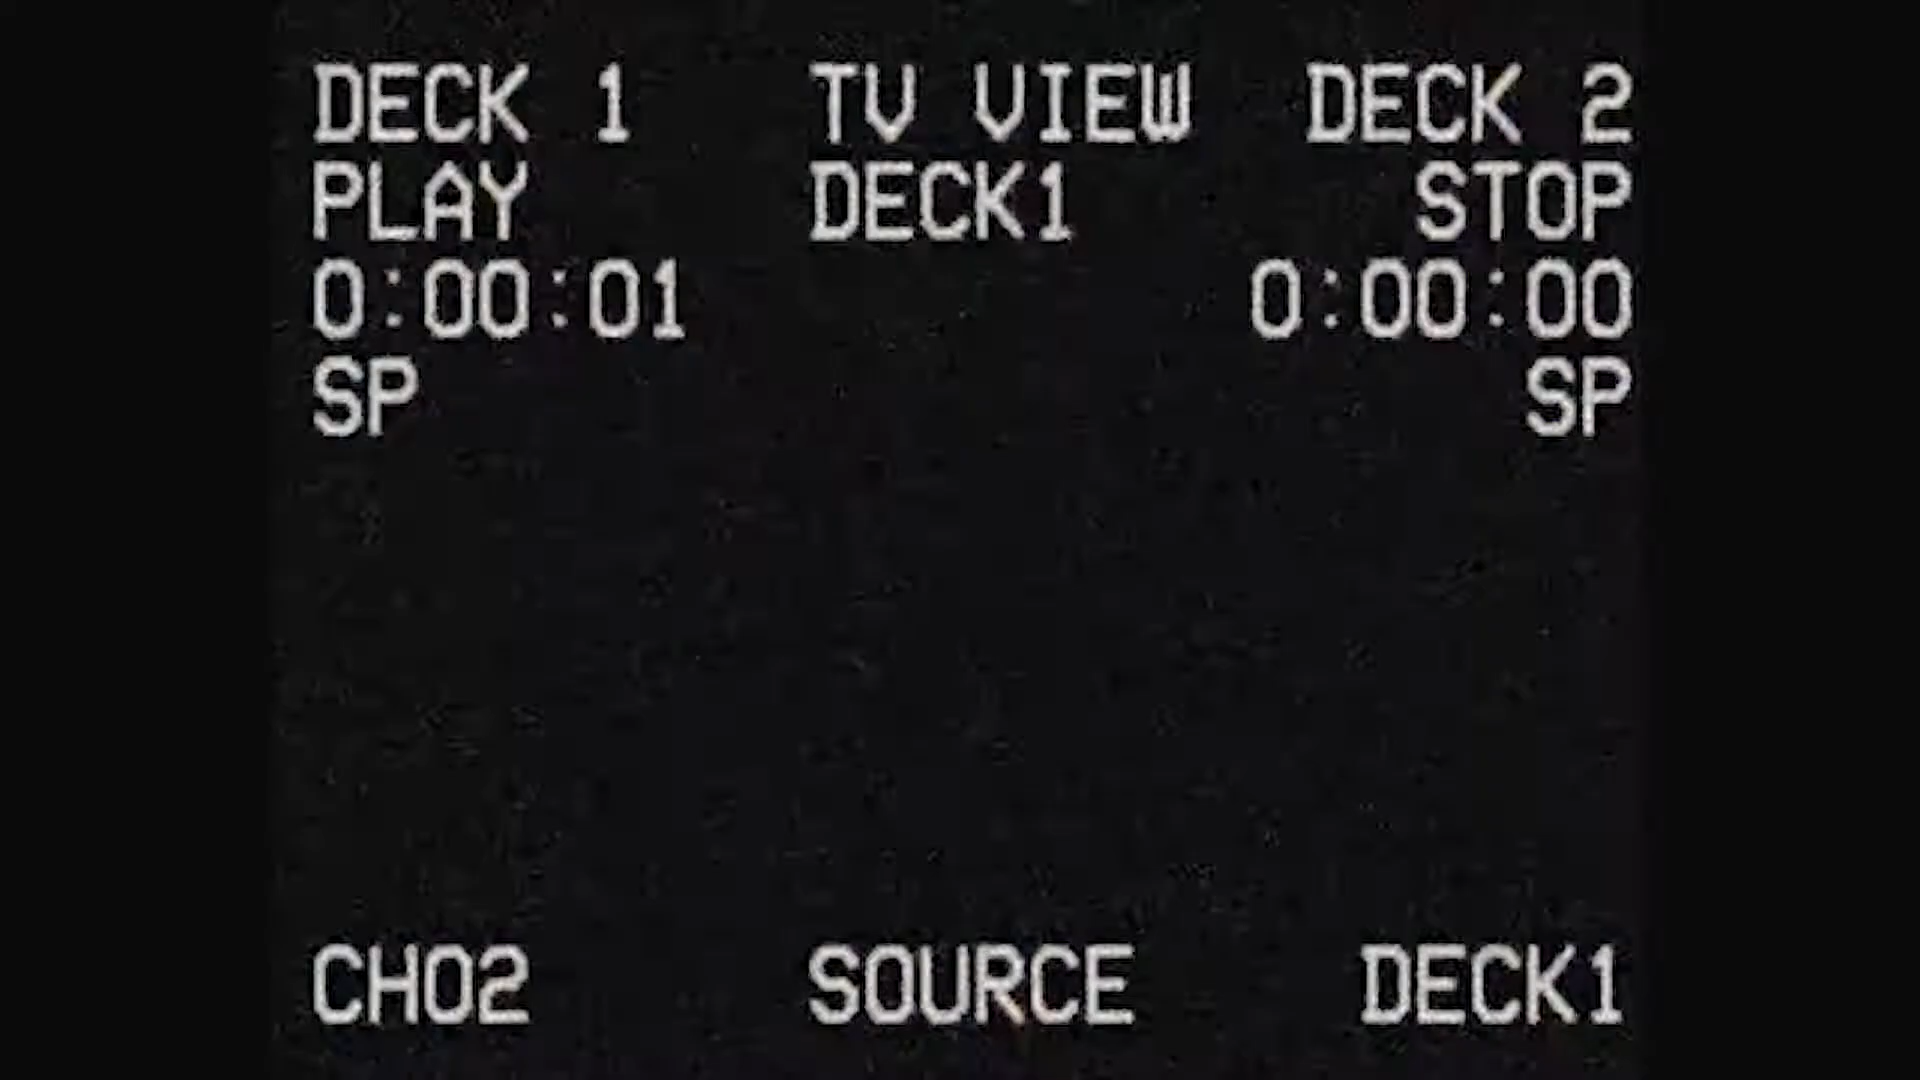 DECK 1 TV VIEW DECK 2
PLAY DECK1 STOP
0:00:01 0:00:00
SP SP
CH02 SOURCE DECK1